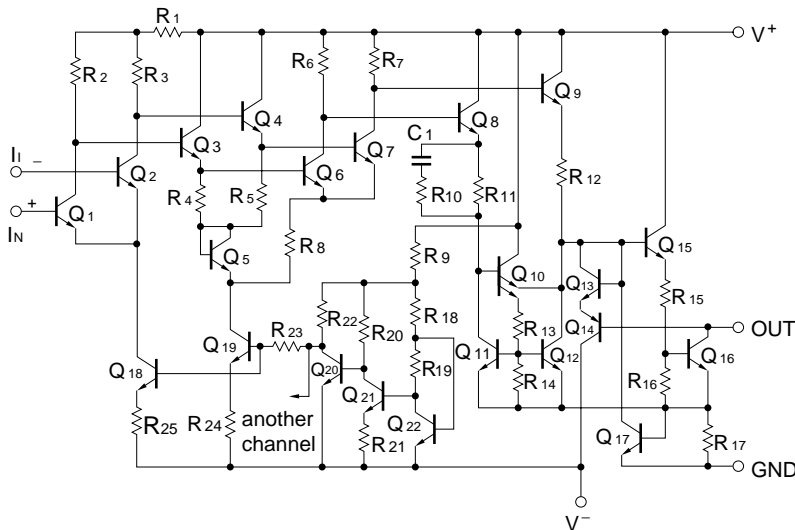 R1
V+
R2
R3
R6
R7
Q9
Q4
Q8
Q3
C1
Q7
II −
Q2
Q6
R12
R4
R5
R10
R11
IN +
Q1
Q15
Q5
R8
R9
Q10
Q13
R15
R22
R18
R13
Q14
OUT
R23
R20
Q19
Q11
Q12
Q16
Q18
Q20
R19
R14
R16
Q21
another
channel
Q22
R25
R24
R21
Q17
R17
GND
V−